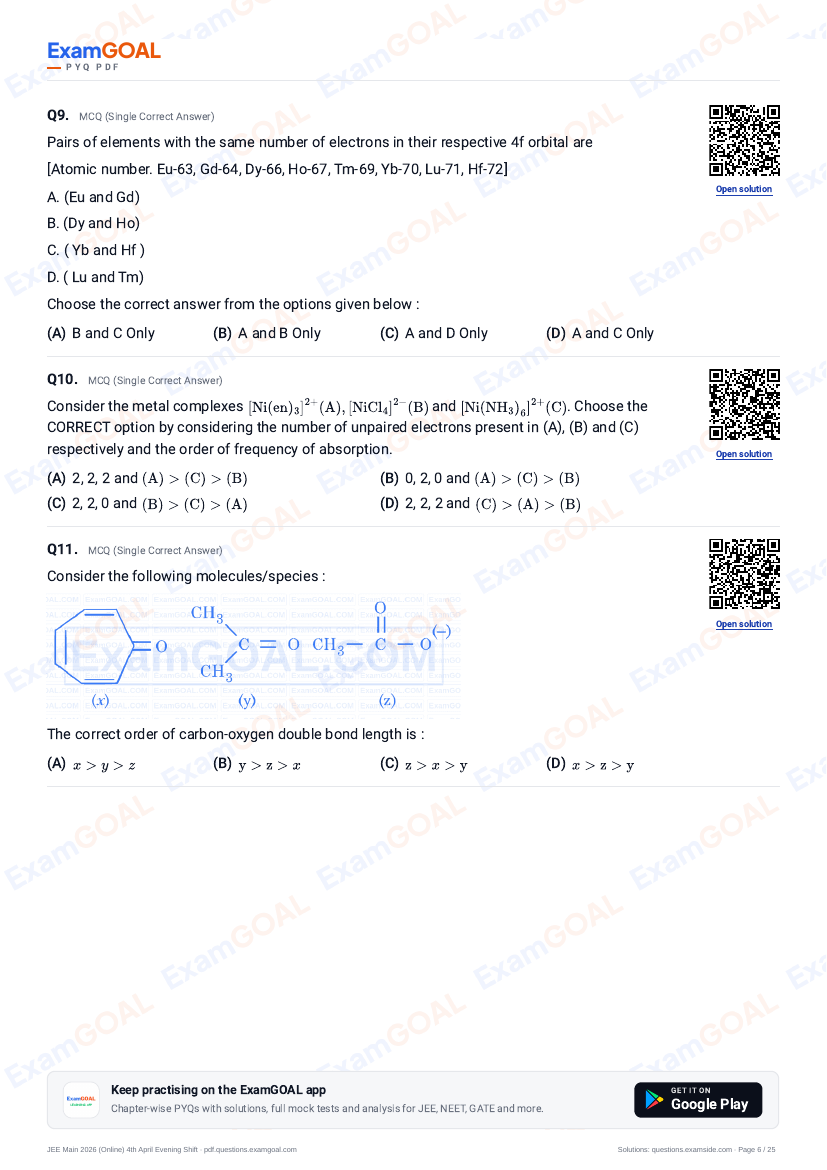 ExamGOAL
PYQ PDF
Q9. MCQ (Single Correct Answer)
Pairs of elements with the same number of electrons in their respective 4f orbital are
[Atomic number. Eu-63, Gd-64, Dy-66, Ho-67, Tm-69, Yb-70, Lu-71, Hf-72]
A. (Eu and Gd)
B. (Dy and Ho)
C. ( Yb and Hf )
D. ( Lu and Tm)
Choose the correct answer from the options given below :
(A) B and C Only (B) A and B Only (C) A and D Only (D) A and C Only
Open solution
Q10. MCQ (Single Correct Answer)
Consider the metal complexes [Ni(en)₃]²⁺(A), [NiCl₄]²⁻(B) and [Ni(NH₃)₆]²⁺(C). Choose the
CORRECT option by considering the number of unpaired electrons present in (A), (B) and (C)
respectively and the order of frequency of absorption.
(A) 2, 2, 2 and (A) > (C) > (B) (B) 0, 2, 0 and (A) > (C) > (B)
(C) 2, 2, 0 and (B) > (C) > (A) (D) 2, 2, 2 and (C) > (A) > (B)
Open solution
Q11. MCQ (Single Correct Answer)
Consider the following molecules/species :
O
CH₃ (−)
O C O CH₃ C O
CH₃
(x) (y) (z)
ExamGOAL.COM
Open solution
The correct order of carbon-oxygen double bond length is :
(A) x > y > z (B) y > z > x (C) z > x > y (D) x > z > y
Keep practising on the ExamGOAL app
Chapter-wise PYQs with solutions, full mock tests and analysis for JEE, NEET, GATE and more.
GET IT ON
Google Play
JEE Main 2026 (Online) 4th April Evening Shift · pdf.questions.examgoal.com Solutions: questions.examside.com · Page 6 / 25